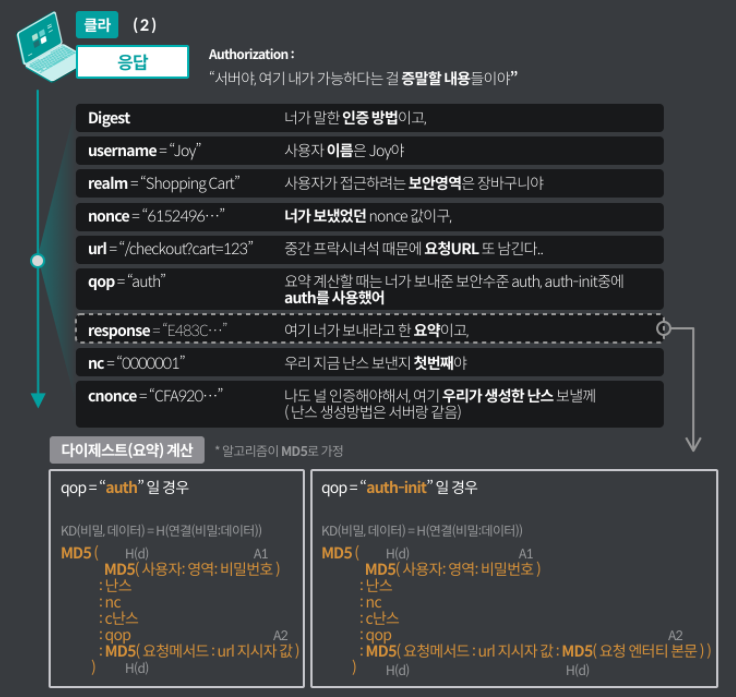 클라 ( 2 )
응답
Authorization :
“서버야, 여기 내가 가능하다는 걸 증말할 내용들이야”
Digest 너가 말한 인증 방법이고,
username = “Joy” 사용자 이름은 Joy야
realm = “Shopping Cart” 사용자가 접근하려는 보안영역은 장바구니야
nonce = “6152496…” 너가 보냈었던 nonce 값이구,
url = “/checkout?cart=123” 중간 프락시녀석 때문에 요청URL 또 남긴다..
qop = “auth” 요약 계산할 때는 너가 보내준 보안수준 auth, auth-init중에
auth를 사용했어
response = “E483C…” 여기 너가 보내라고 한 요약이고,
nc = “0000001” 우리 지금 난스 보낸지 첫번째야
cnonce = “CFA920…” 나도 널 인증해야해서, 여기 우리가 생성한 난스 보낼께
( 난스 생성방법은 서버랑 같음)
다이제스트(요약) 계산 * 알고리즘이 MD5로 가정
qop = “auth” 일 경우
KD(비밀, 데이터) = H(연결(비밀:데이터))
MD5 ( H(d) A1
MD5( 사용자: 영역: 비밀번호 )
: 난스
: nc
: c난스
: qop A2
: MD5( 요청메서드 : url 지시자 값 )
) H(d)
qop = “auth-init” 일 경우
KD(비밀, 데이터) = H(연결(비밀:데이터))
MD5 ( H(d) A1
MD5( 사용자: 영역: 비밀번호 )
: 난스
: nc
: c난스
: qop A2
: MD5( 요청메서드 : url 지시자 값 : MD5( 요청 엔터티 본문 ) )
) H(d) H(d)